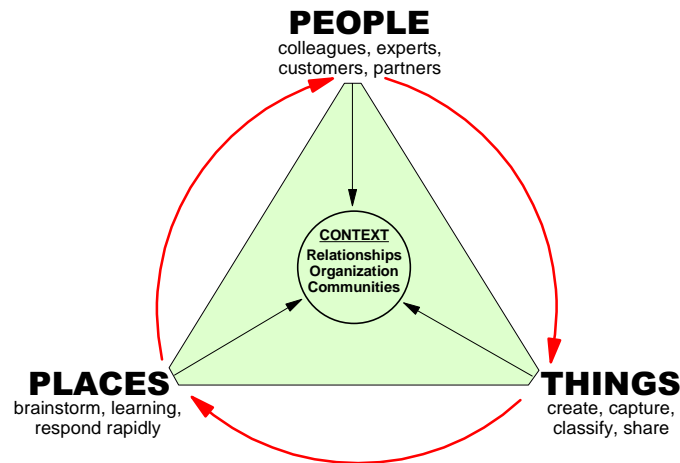 PEOPLE
colleagues, experts,
customers, partners
CONTEXT
Relationships
Organization
Communities
PLACES
brainstorm, learning,
respond rapidly
THINGS
create, capture,
classify, share